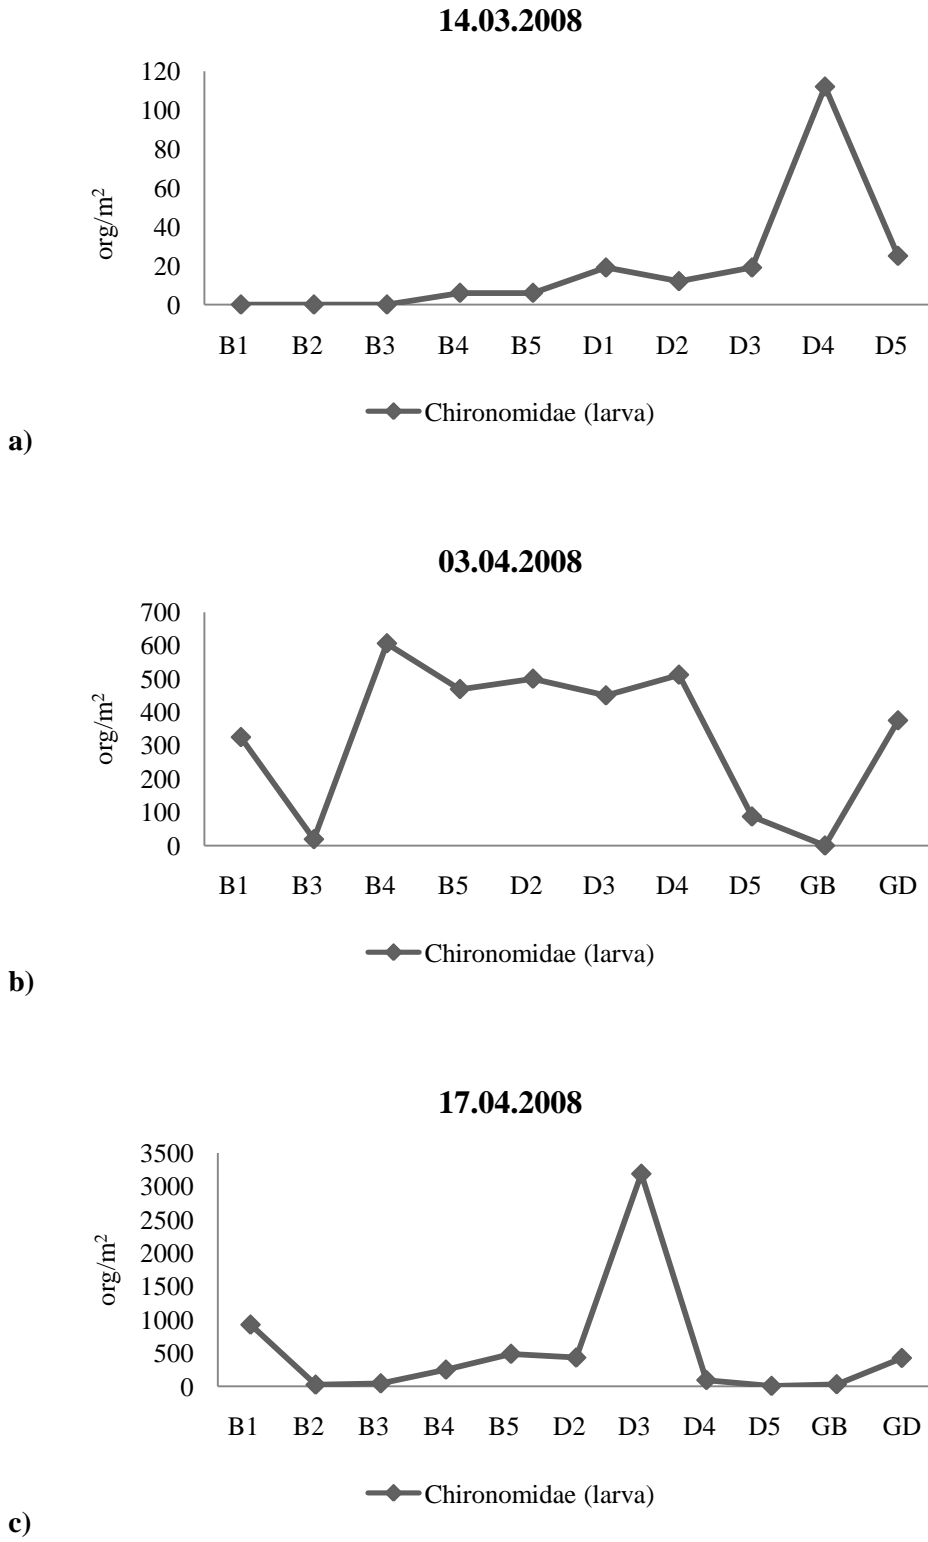 14.03.2008
120
100
80
60
40
20
0
org/m²
B1 B2 B3 B4 B5 D1 D2 D3 D4 D5
Chironomidae (larva)
a)
03.04.2008
700
600
500
400
300
200
100
0
org/m²
B1 B3 B4 B5 D2 D3 D4 D5 GB GD
Chironomidae (larva)
b)
17.04.2008
3500
3000
2500
2000
1500
1000
500
0
org/m²
B1 B2 B3 B4 B5 D2 D3 D4 D5 GB GD
Chironomidae (larva)
c)